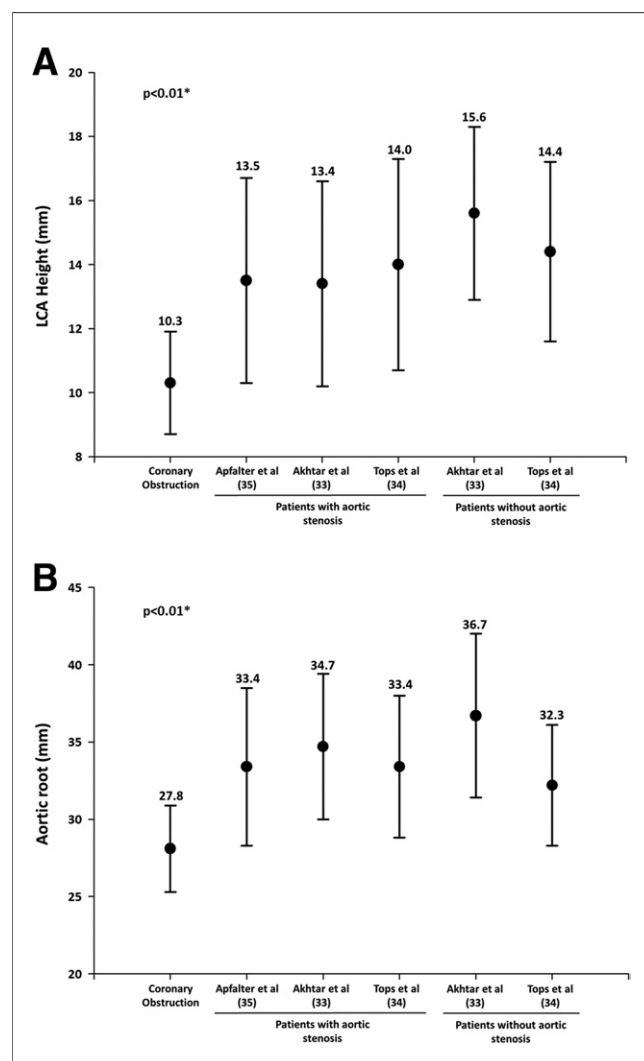 A
p<0.01*
LCA Height (mm)
20
18
16
14
12
10
8
10.3
13.5
13.4
14.0
15.6
14.4
Coronary Obstruction
Apfalter et al (35)
Akhtar et al (33)
Tops et al (34)
Akhtar et al (33)
Tops et al (34)
Patients with aortic stenosis
Patients without aortic stenosis
B
p<0.01*
Aortic root (mm)
45
40
35
30
25
20
27.8
33.4
34.7
33.4
36.7
32.3
Coronary Obstruction
Apfalter et al (35)
Akhtar et al (33)
Tops et al (34)
Akhtar et al (33)
Tops et al (34)
Patients with aortic stenosis
Patients without aortic stenosis